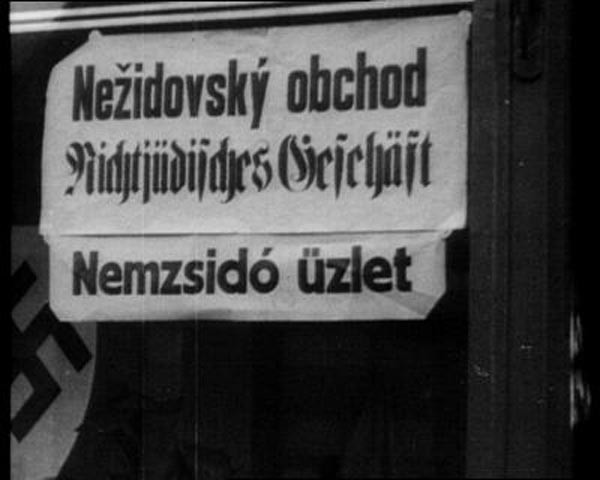 Nežidovský obchod
Nichtjüdisches Geschäft
Nemzsidó üzlet